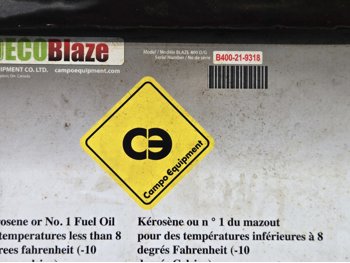 ECOBlaze
EQUIPMENT CO. LTD.
campoequipment.com
Model / Modèle BLAZE 400 D/G
Serial Number / No de série
B400-21-9318
CE
Campo Equipment
rosene or No. 1 Fuel Oil
temperatures less than 8
rees fahrenheit (-10
Kérosène ou n ° 1 du mazout
pour des températures inférieures à 8
degrés Fahrenheit (-10